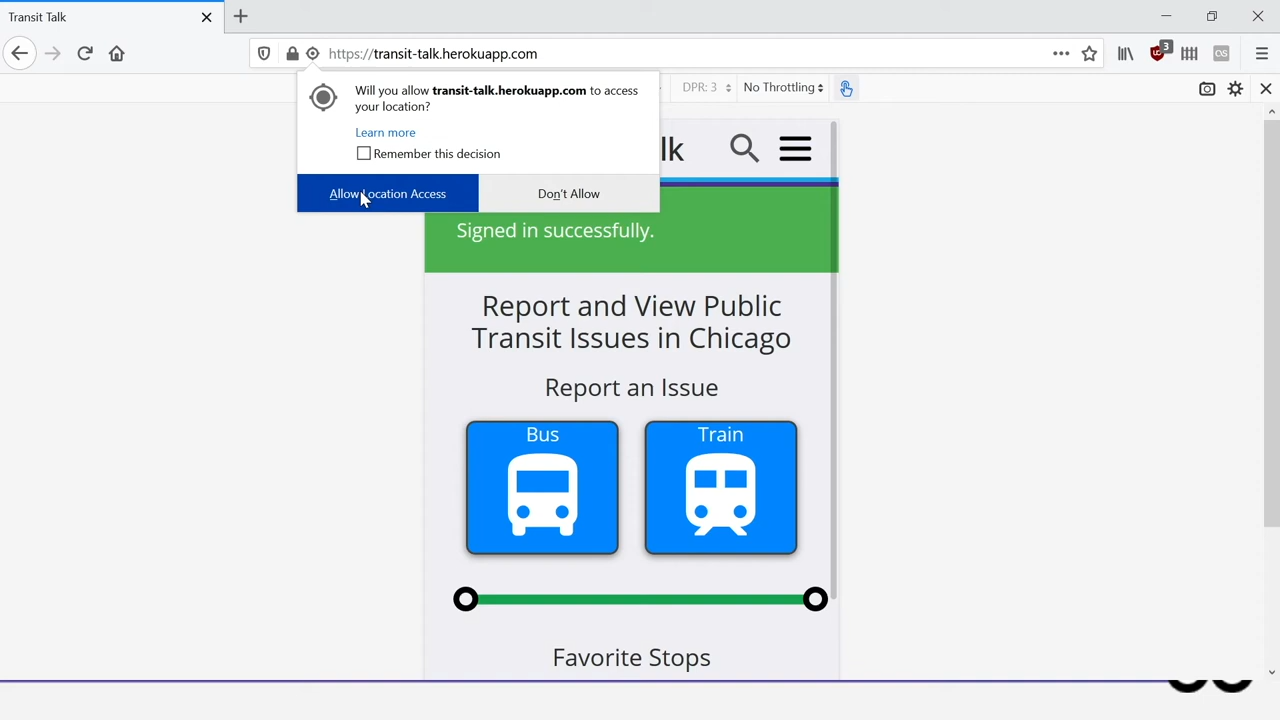 Transit Talk
https://transit-talk.herokuapp.com
3
Will you allow transit-talk.herokuapp.com to access
your location?
Learn more
Remember this decision
Allow Location Access
Don't Allow
DPR: 3
No Throttling
lk
Signed in successfully.
Report and View Public
Transit Issues in Chicago
Report an Issue
Bus
Train
Favorite Stops